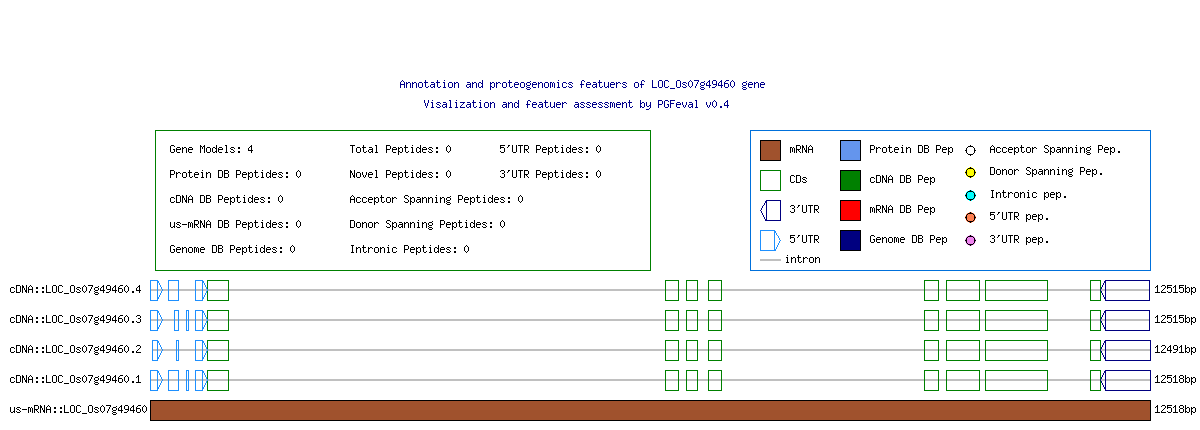 Annotation and proteogenomics featuers of LOC_Os07g49460 gene
Visalization and featuer assessment by PGFeval v0.4
Gene Models: 4 Total Peptides: 0 5'UTR Peptides: 0
Protein DB Peptides: 0 Novel Peptides: 0 3'UTR Peptides: 0
cDNA DB Peptides: 0 Acceptor Spanning Peptides: 0
us-mRNA DB Peptides: 0 Donor Spanning Peptides: 0
Genome DB Peptides: 0 Intronic Peptides: 0
mRNA Protein DB Pep Acceptor Spanning Pep.
CDs cDNA DB Pep Donor Spanning Pep.
3'UTR mRNA DB Pep Intronic pep.
5'UTR Genome DB Pep 5'UTR pep.
intron 3'UTR pep.
cDNA::LOC_Os07g49460.4 12515bp
cDNA::LOC_Os07g49460.3 12515bp
cDNA::LOC_Os07g49460.2 12491bp
cDNA::LOC_Os07g49460.1 12518bp
us-mRNA::LOC_Os07g49460 12518bp